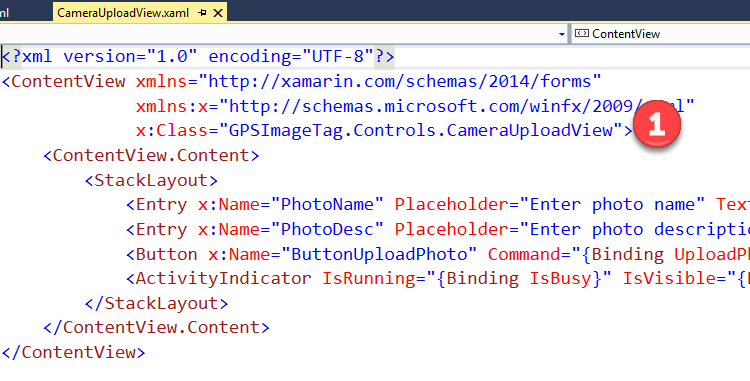 ml CameraUploadView.xaml
ContentView
<?xml version="1.0" encoding="UTF-8"?>
<ContentView xmlns="http://xamarin.com/schemas/2014/forms"
xmlns:x="http://schemas.microsoft.com/winfx/2009/ ml"
x:Class="GPSImageTag.Controls.CameraUploadView"> 1
<ContentView.Content>
<StackLayout>
<Entry x:Name="PhotoName" Placeholder="Enter photo name" Text
<Entry x:Name="PhotoDesc" Placeholder="Enter photo descriptio
<Button x:Name="ButtonUploadPhoto" Command="{Binding UploadPh
<ActivityIndicator IsRunning="{Binding IsBusy}" IsVisible="{B
</StackLayout>
</ContentView.Content>
</ContentView>